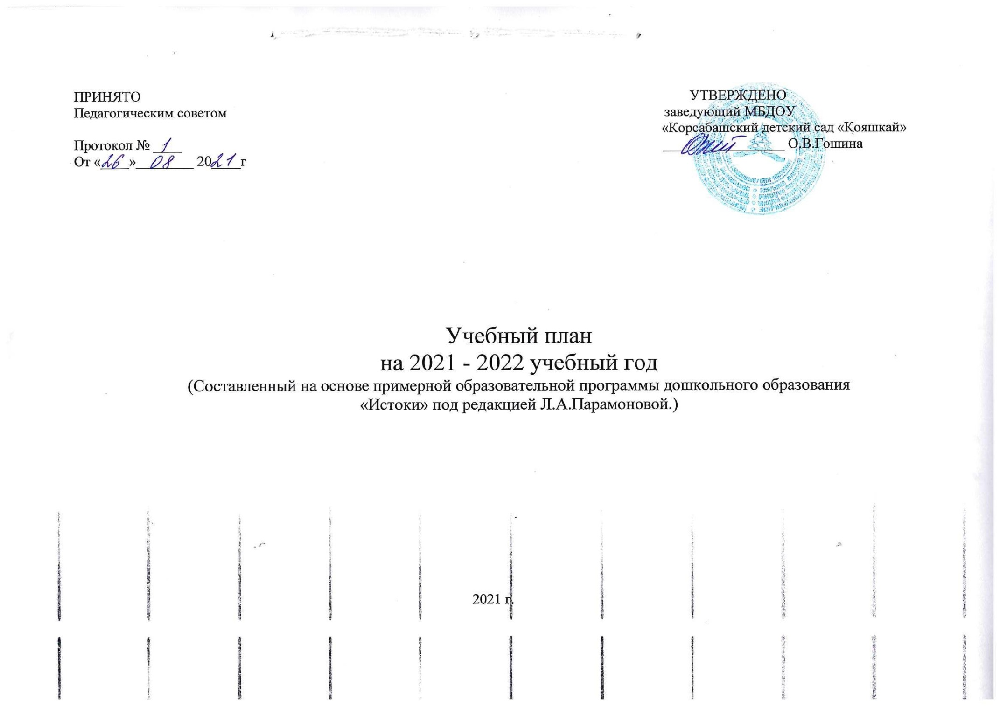 ПРИНЯТО
Педагогическим советом
Протокол № 1
От «26» 08 2021 г
УТВЕРЖДЕНО
заведующий МБДОУ
«Корсабашский детский сад «Кояшкай»
О.В.Гошина
Учебный план
на 2021 - 2022 учебный год
(Составленный на основе примерной образовательной программы дошкольного образования
«Истоки» под редакцией Л.А.Парамоновой.)
2021 г.